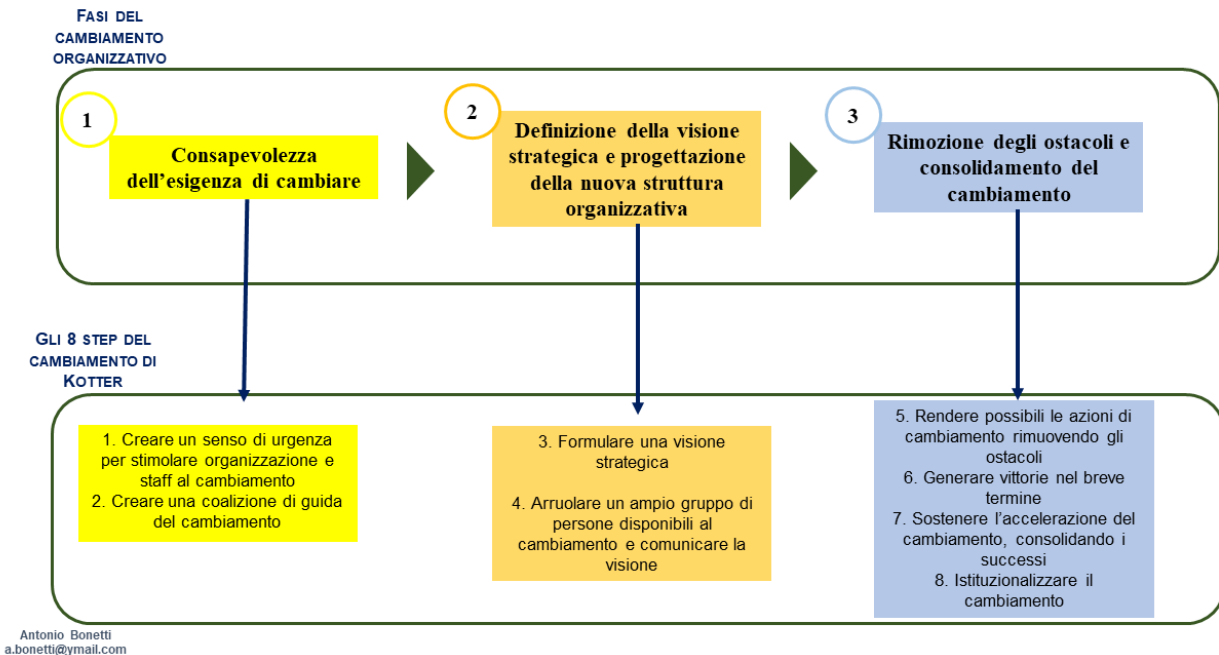 FASI DEL
CAMBIAMENTO
ORGANIZZATIVO
1
Consapevolezza
dell'esigenza di cambiare
2
Definizione della visione
strategica e progettazione
della nuova struttura
organizzativa
3
Rimozione degli ostacoli e
consolidamento del
cambiamento
GLI 8 STEP DEL
CAMBIAMENTO DI
KOTTER
1. Creare un senso di urgenza
per stimolare organizzazione e
staff al cambiamento
2. Creare una coalizione di guida
del cambiamento
3. Formulare una visione
strategica
4. Arruolare un ampio gruppo di
persone disponibili al
cambiamento e comunicare la
visione
5. Rendere possibili le azioni di
cambiamento rimuovendo gli
ostacoli
6. Generare vittorie nel breve
termine
7. Sostenere l'accelerazione del
cambiamento, consolidando i
successi
8. Istituzionalizzare il
cambiamento
Antonio Bonetti
a.bonetti@ymail.com